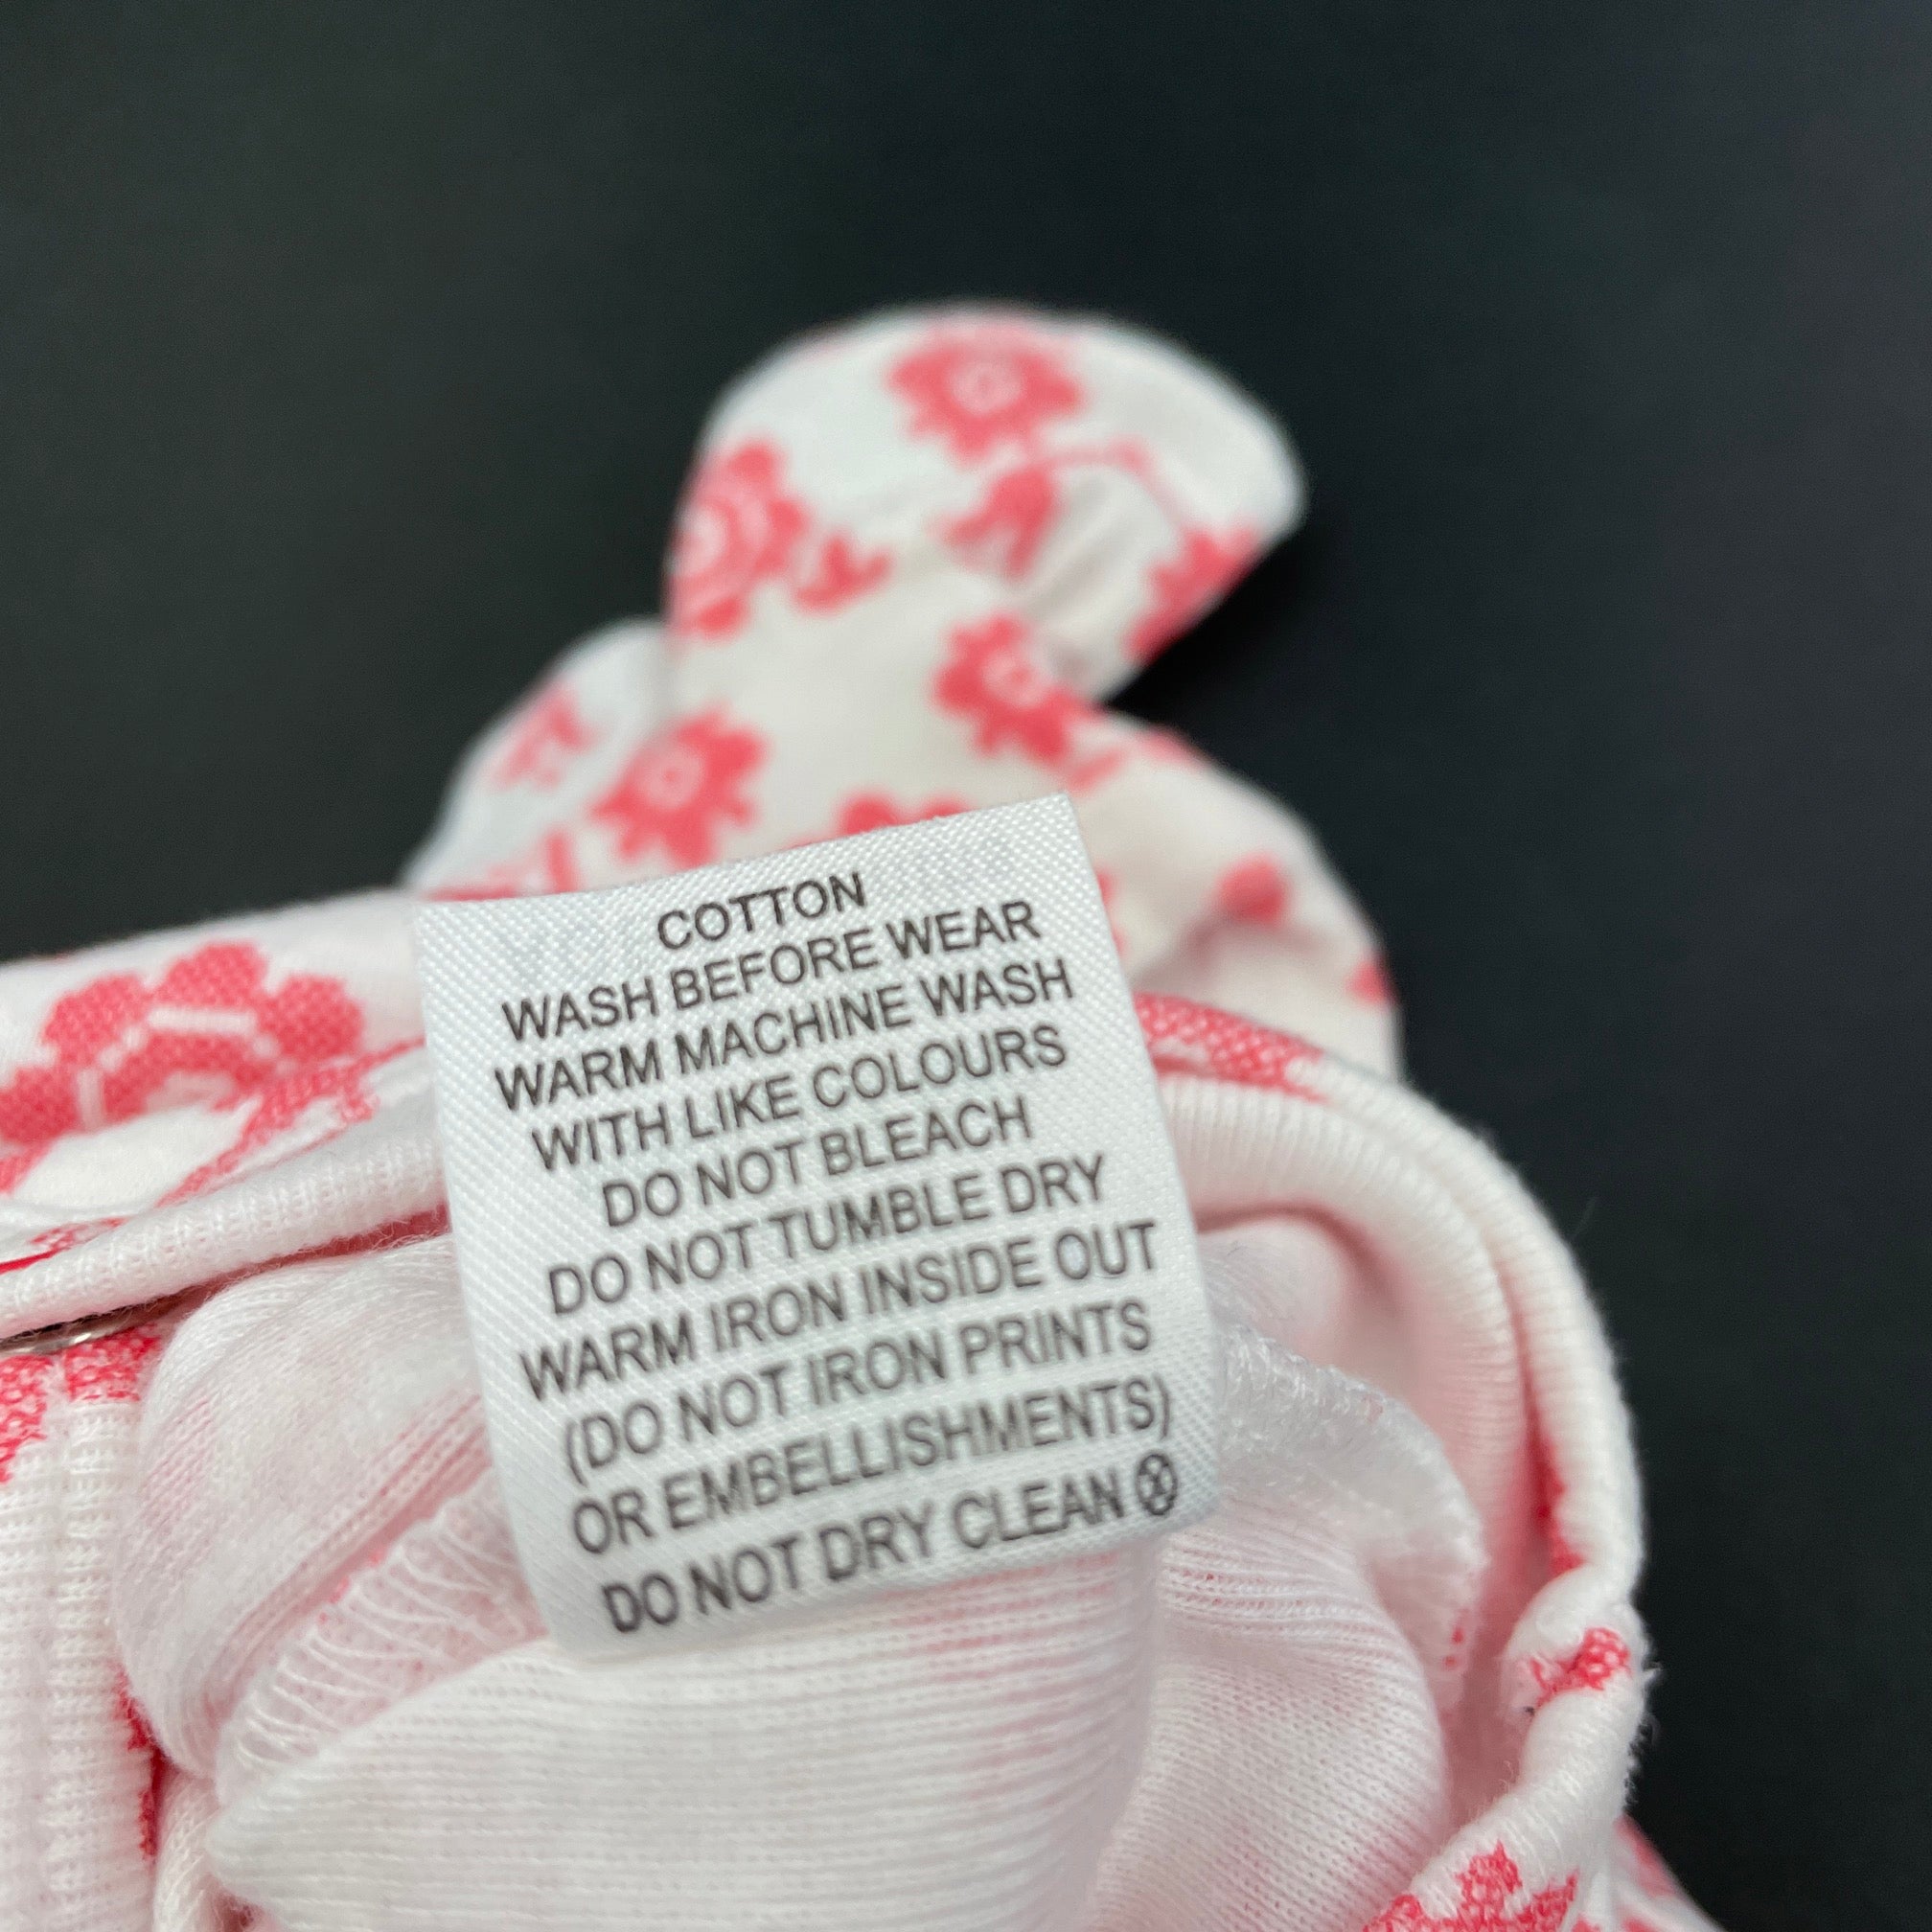 COTTON
WASH BEFORE WEAR
WARM MACHINE WASH
WITH LIKE COLOURS
DO NOT BLEACH
DO NOT TUMBLE DRY
WARM IRON INSIDE OUT
(DO NOT IRON PRINTS
OR EMBELLISHMENTS)
DO NOT DRY CLEAN